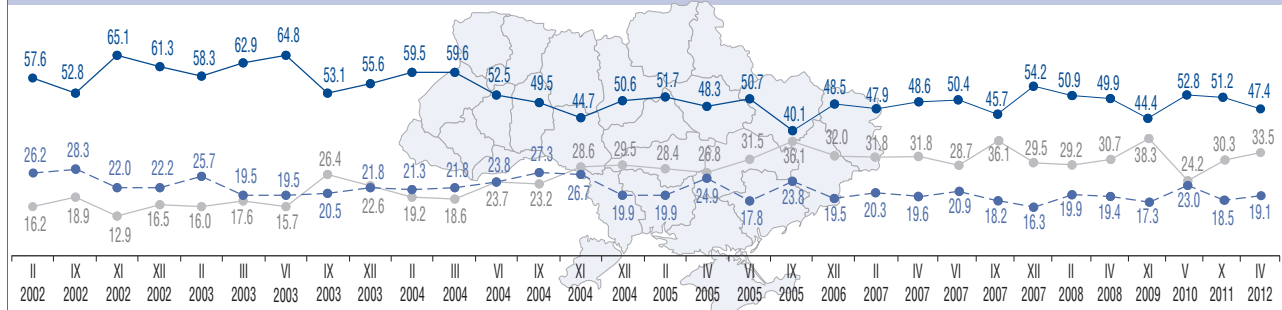 57.6 52.8 65.1 61.3 58.3 62.9 64.8 53.1 55.6 59.5 59.6 52.5 49.5 44.7 50.6 51.7 48.3 50.7 40.1 48.5 47.9 48.6 50.4 45.7 54.2 50.9 49.9 44.4 52.8 51.2 47.4
26.2 28.3 22.0 22.2 25.7 19.5 19.5 20.5 21.8 21.3 21.8 23.8 27.3 26.7 19.9 19.9 24.9 17.8 23.8 19.5 20.3 19.6 20.9 18.2 16.3 19.9 19.4 17.3 23.0 18.5 19.1
16.2 18.9 12.9 16.5 16.0 17.6 15.7 26.4 22.6 19.2 18.6 23.7 23.2 28.6 29.5 28.4 26.8 31.5 36.1 32.0 31.8 31.8 28.7 36.1 29.5 29.2 30.7 38.3 24.2 30.3 33.5
II IX XI XII II III VI IX XII II III VI IX XI XII II IV VI IX XII II IV VI IX XII II IV XI V X IV
2002 2002 2002 2002 2003 2003 2003 2003 2003 2004 2004 2004 2004 2004 2004 2005 2005 2005 2005 2006 2007 2007 2007 2007 2007 2008 2008 2009 2010 2011 2012